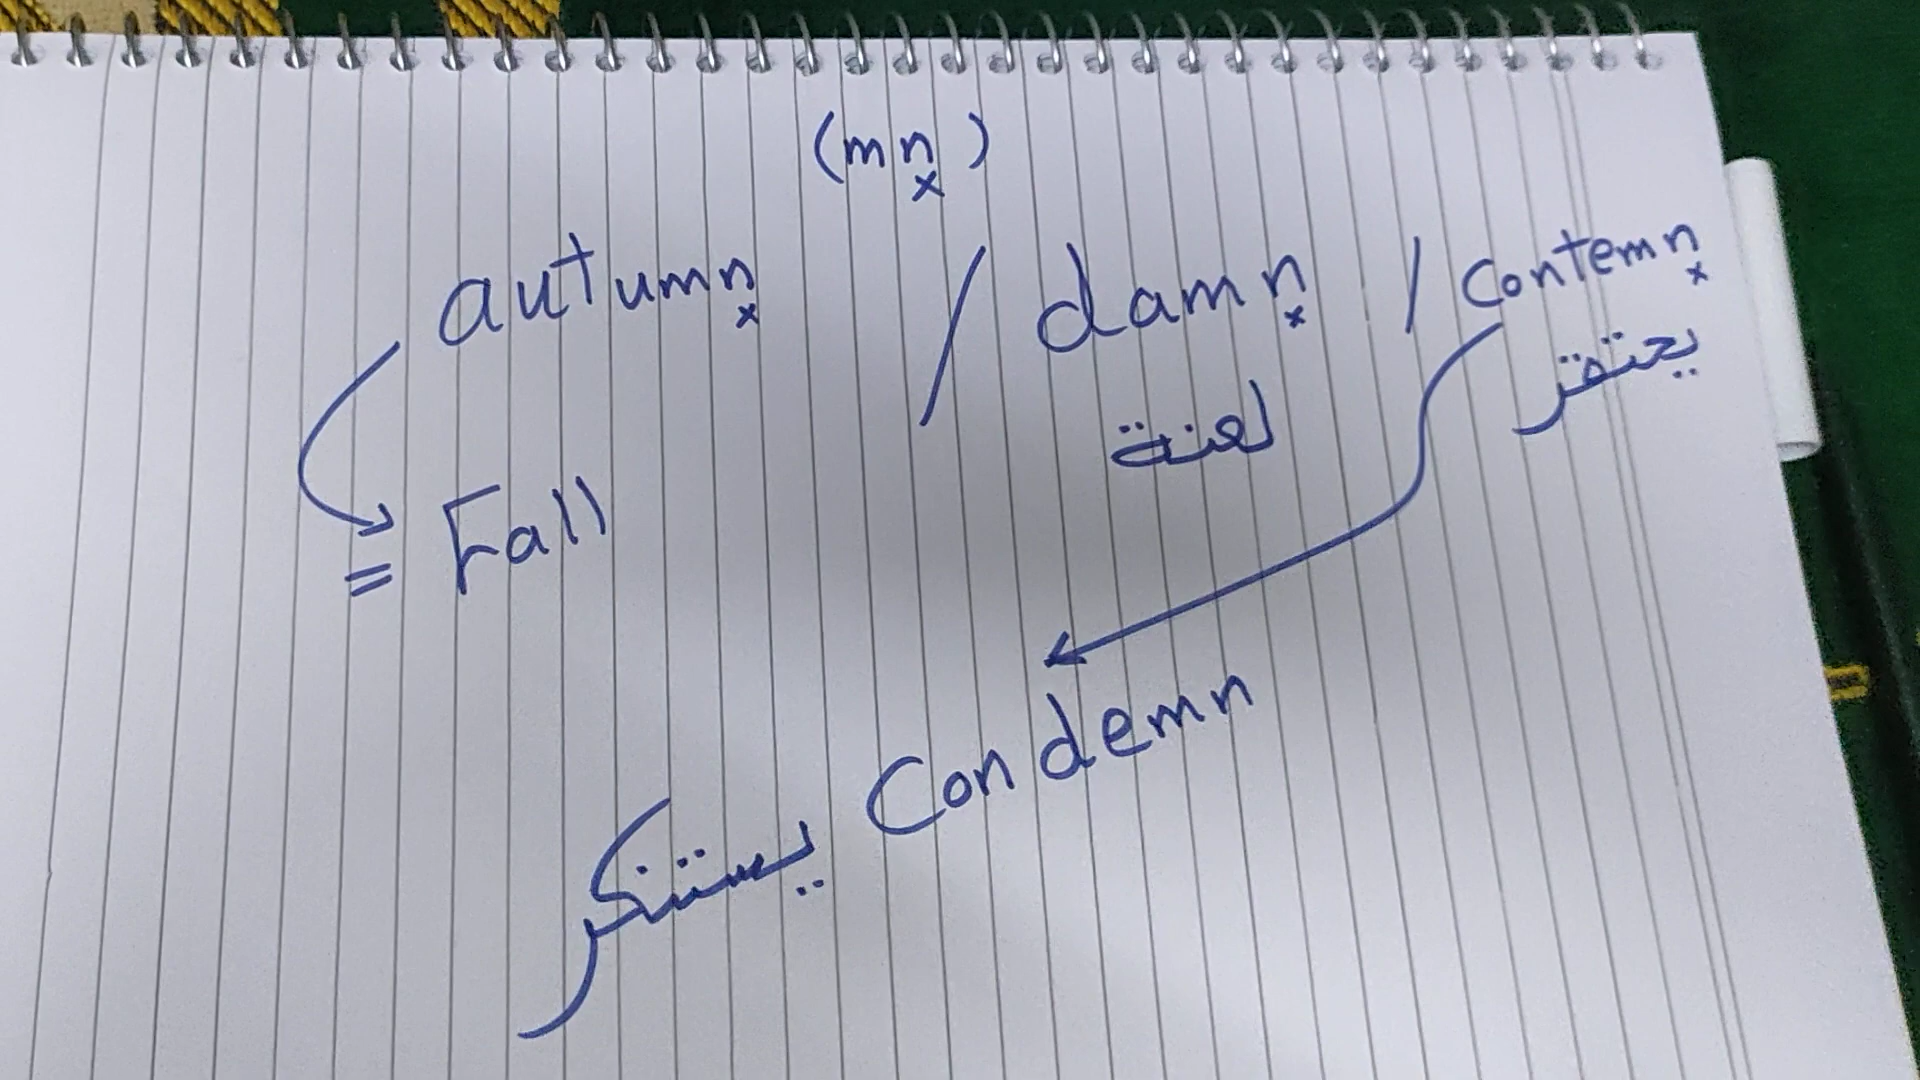 (mn)
x
autumn / damn / Contemn
x x x
لعنة يحتقر
= Fall
Condemn يستنكر